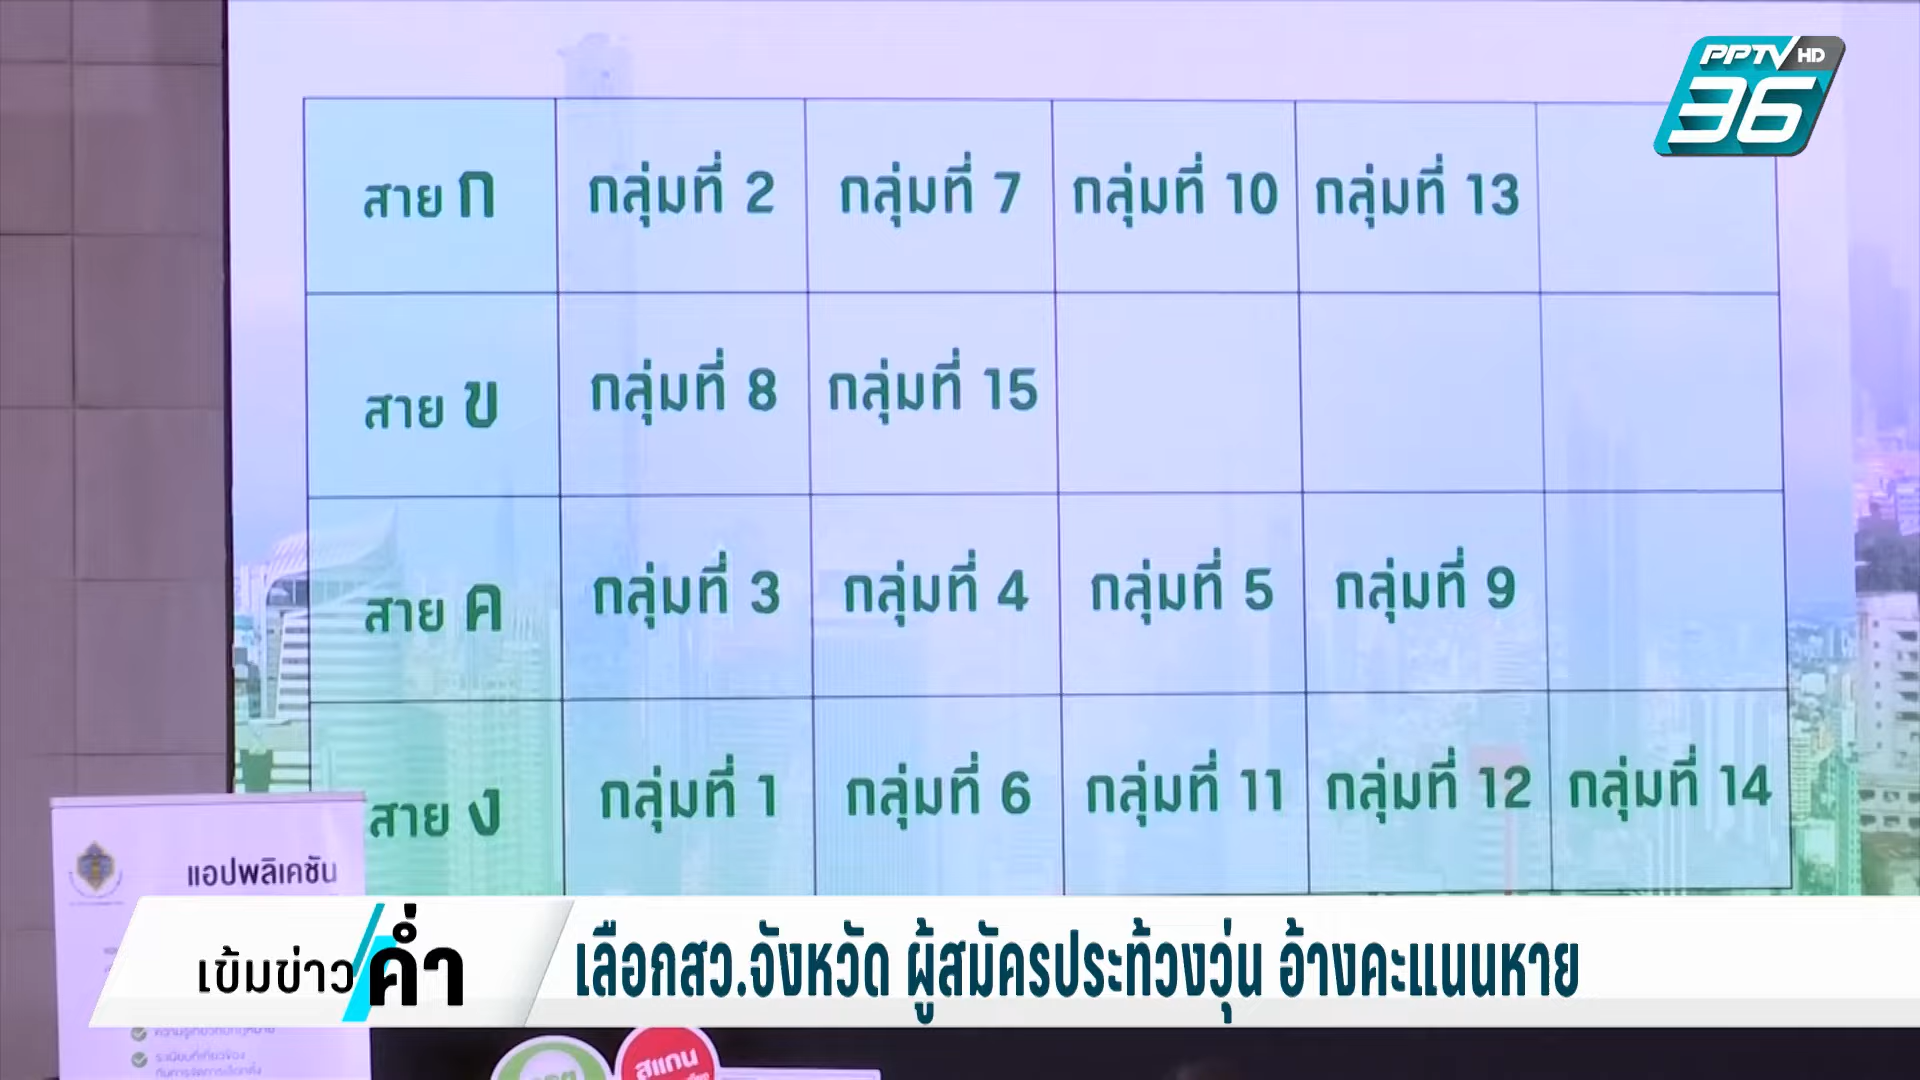 PPTV HD
36
สาย ก กลุ่มที่ 2 กลุ่มที่ 7 กลุ่มที่ 10 กลุ่มที่ 13
สาย ข กลุ่มที่ 8 กลุ่มที่ 15
สาย ค กลุ่มที่ 3 กลุ่มที่ 4 กลุ่มที่ 5 กลุ่มที่ 9
สาย ง กลุ่มที่ 1 กลุ่มที่ 6 กลุ่มที่ 11 กลุ่มที่ 12 กลุ่มที่ 14
แอปพลิเคชัน
เข้มข่าวค่ำ
เลือกสว.จังหวัด ผู้สมัครประท้วงวุ่น อ้างคะแนนหาย
สแกน